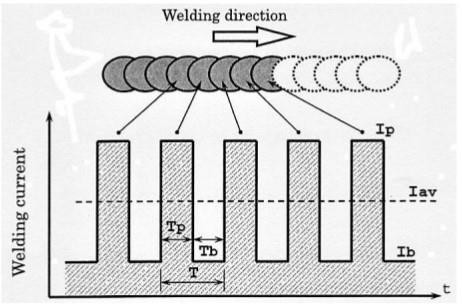 Welding direction
Ip
Iav
Tp
Tb
Ib
T
t
Welding current